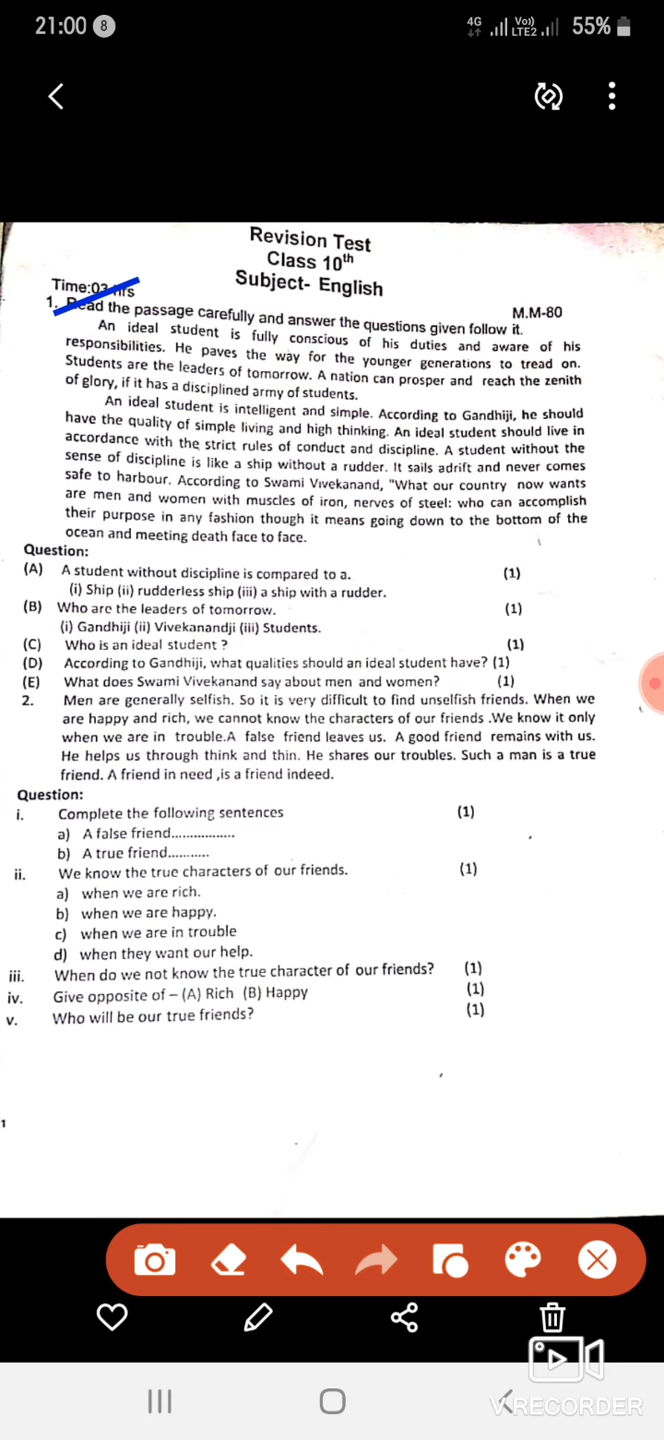 21:00 8 4G Vo)) LTE2 55%
Revision Test
Class 10th
Subject- English
Time:03 hrs
M.M-80
1. Read the passage carefully and answer the questions given follow it.
An ideal student is fully conscious of his duties and aware of his
responsibilities. He paves the way for the younger generations to tread on.
Students are the leaders of tomorrow. A nation can prosper and reach the zenith
of glory, if it has a disciplined army of students.
An ideal student is intelligent and simple. According to Gandhiji, he should
have the quality of simple living and high thinking. An ideal student should live in
accordance with the strict rules of conduct and discipline. A student without the
sense of discipline is like a ship without a rudder. It sails adrift and never comes
safe to harbour. According to Swami Vivekanand, "What our country now wants
are men and women with muscles of iron, nerves of steel: who can accomplish
their purpose in any fashion though it means going down to the bottom of the
ocean and meeting death face to face.
Question:
(A) A student without discipline is compared to a. (1)
(i) Ship (ii) rudderless ship (iii) a ship with a rudder.
(B) Who are the leaders of tomorrow. (1)
(i) Gandhiji (ii) Vivekanandji (iii) Students.
(C) Who is an ideal student ? (1)
(D) According to Gandhiji, what qualities should an ideal student have? (1)
(E) What does Swami Vivekanand say about men and women? (1)
2. Men are generally selfish. So it is very difficult to find unselfish friends. When we
are happy and rich, we cannot know the characters of our friends .We know it only
when we are in trouble.A false friend leaves us. A good friend remains with us.
He helps us through think and thin. He shares our troubles. Such a man is a true
friend. A friend in need ,is a friend indeed.
Question:
i. Complete the following sentences (1)
a) A false friend.................
b) A true friend...........
ii. We know the true characters of our friends. (1)
a) when we are rich.
b) when we are happy.
c) when we are in trouble
d) when they want our help.
iii. When do we not know the true character of our friends? (1)
iv. Give opposite of – (A) Rich (B) Happy (1)
v. Who will be our true friends? (1)
1
V RECORDER